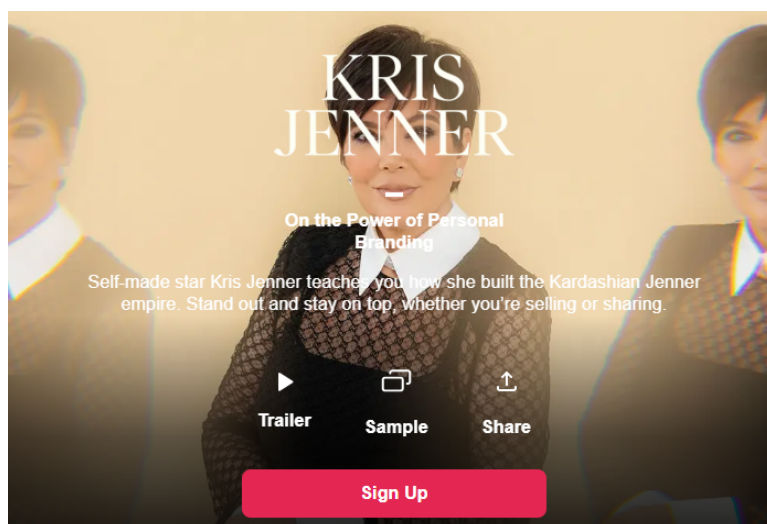 KRIS
JENNER
On the Power of Personal
Branding
Self-made star Kris Jenner teaches you how she built the Kardashian Jenner
empire. Stand out and stay on top, whether you're selling or sharing.
Trailer
Sample
Share
Sign Up